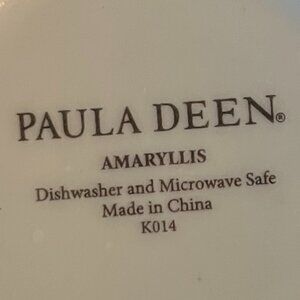 PAULA DEEN®
AMARYLLIS
Dishwasher and Microwave Safe
Made in China
K014